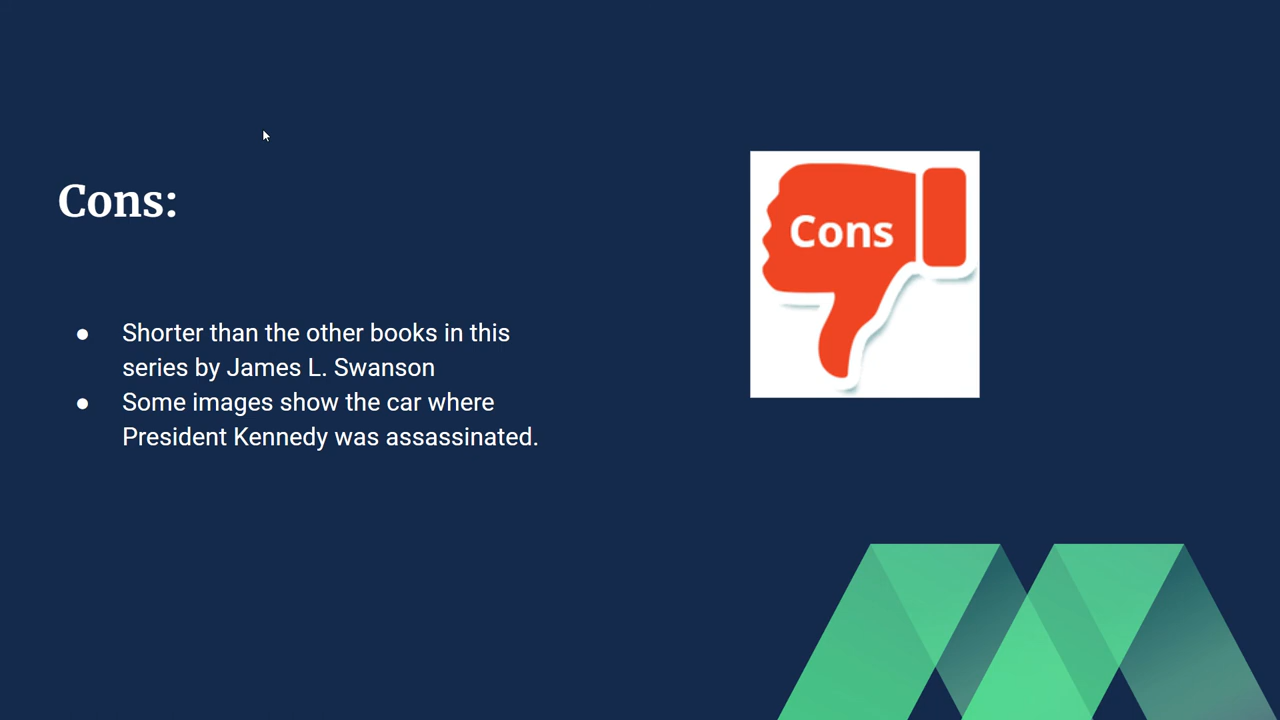 Cons:
Cons
● Shorter than the other books in this
series by James L. Swanson
● Some images show the car where
President Kennedy was assassinated.